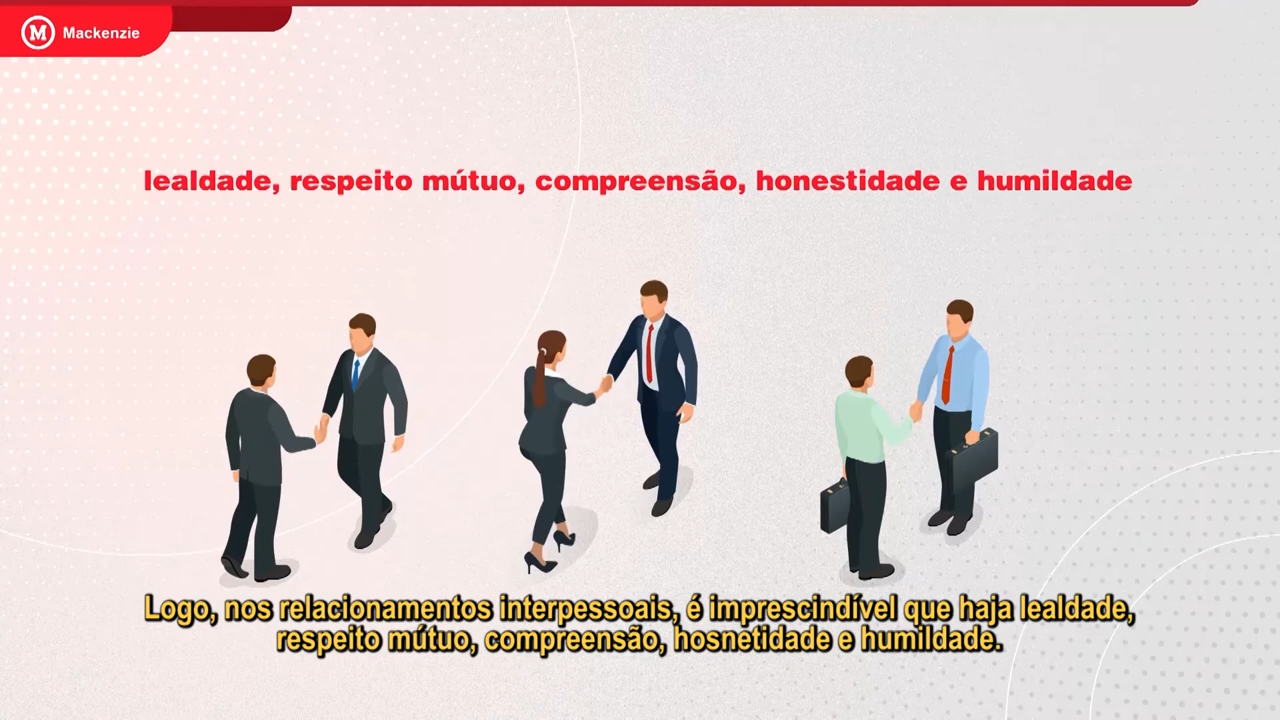 Mackenzie
lealdade, respeito mútuo, compreensão, honestidade e humildade
Logo, nos relacionamentos interpessoais, é imprescindível que haja lealdade,
respeito mútuo, compreensão, hosnetidade e humildade.